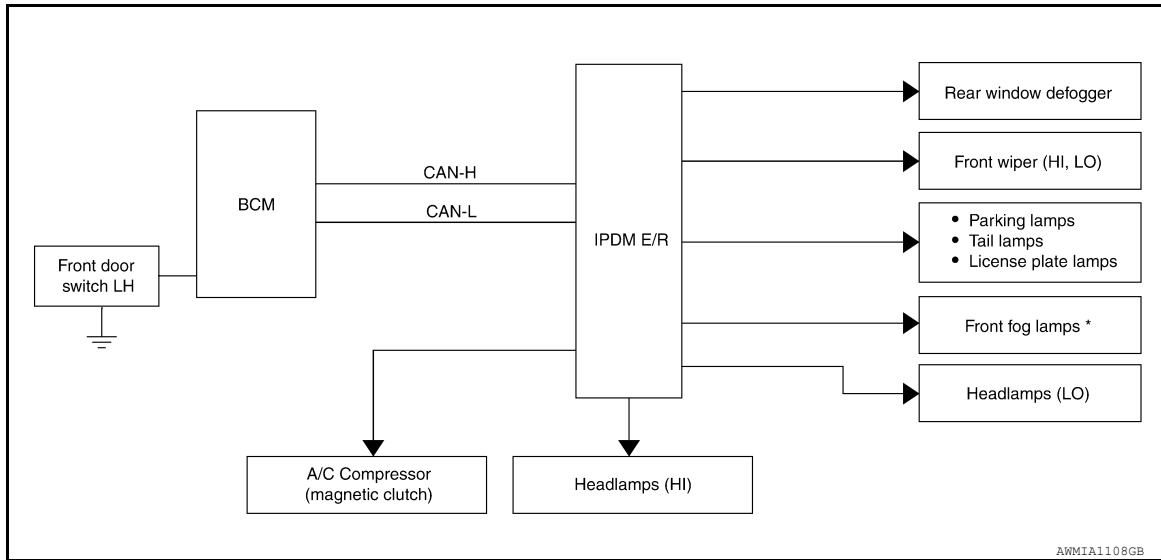 Rear window defogger
Front wiper (HI, LO)
CAN-H
BCM
CAN-L
IPDM E/R
• Parking lamps
• Tail lamps
• License plate lamps
Front door
switch LH
Front fog lamps *
Headlamps (LO)
A/C Compressor
(magnetic clutch)
Headlamps (HI)
AWMIA1108GB